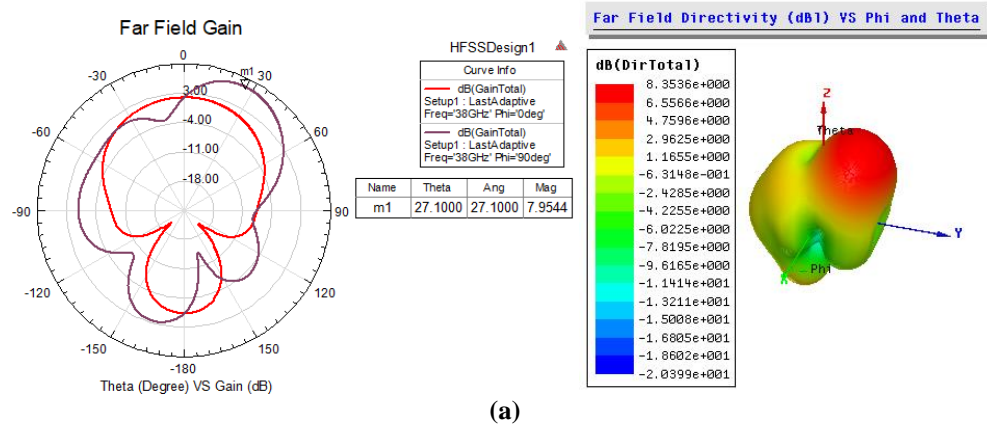 Far Field Gain
0
-30
m1
30
3.00
-60
-4.00
60
-11.00
-18.00
-90
90
-120
120
-150
150
-180
Theta (Degree) VS Gain (dB)
HFSSDesign1
Curve Info
dB(GainTotal)
Setup1 : LastAdaptive
Freq='38GHz' Phi='0deg'
dB(GainTotal)
Setup1 : LastAdaptive
Freq='38GHz' Phi='90deg'
Name Theta Ang Mag
m1 27.1000 27.1000 7.9544
Far Field Directivity (dBl) VS Phi and Theta
dB(DirTotal)
8.3536e+000
6.5566e+000
4.7596e+000
2.9625e+000
1.1655e+000
-6.3148e-001
-2.4285e+000
-4.2255e+000
-6.0225e+000
-7.8195e+000
-9.6165e+000
-1.1414e+001
-1.3211e+001
-1.5008e+001
-1.6805e+001
-1.8602e+001
-2.0399e+001
Z
Theta
Y
Phi
X
(a)